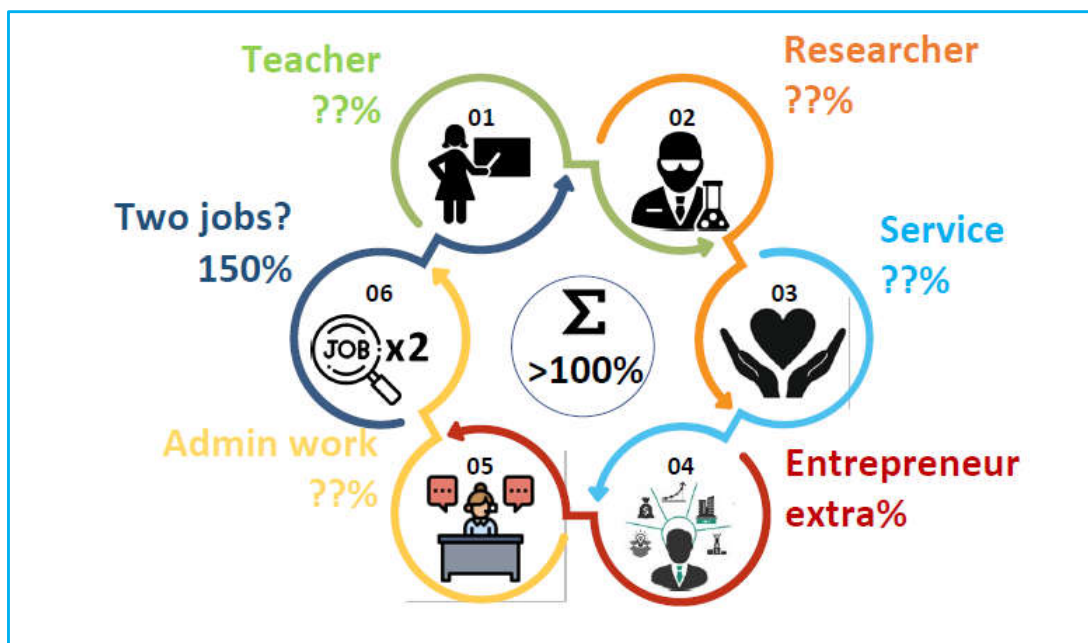 Teacher
??%
01
Researcher
??%
02
Service
??%
03
Entrepreneur
extra%
04
Admin work
??%
05
Two jobs?
150%
06
JOB x2
Σ
>100%